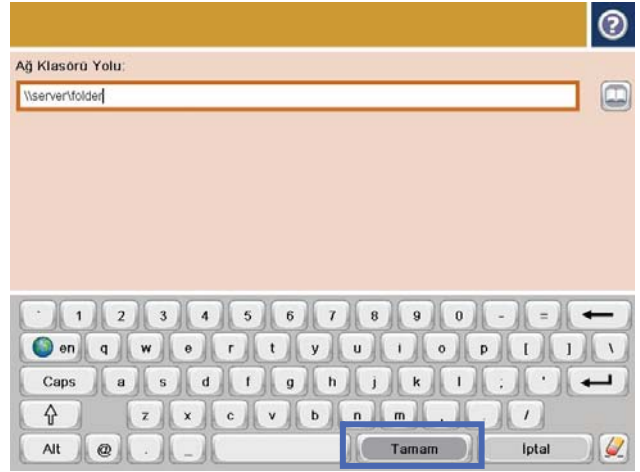 ?
Ağ Klasörü Yolu:
\\server\folder
` 1 2 3 4 5 6 7 8 9 0 - =
en q w e r t y u i o p [ ] \
Caps a s d f g h j k l ; '
z x c v b n m , . /
Alt @ . _ Tamam İptal